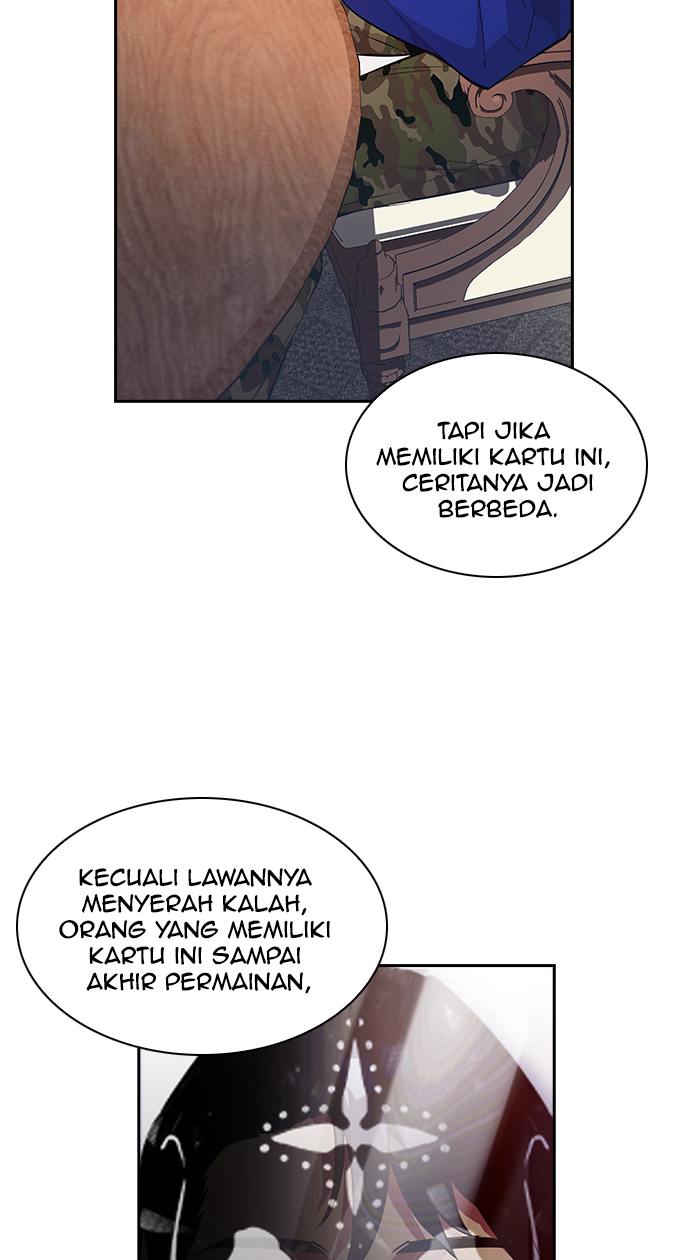 TAPI JIKA
MEMILIKI KARTU INI,
CERITANYA JADI
BERBEDA.
KECUALI LAWANNYA
MENYERAH KALAH,
ORANG YANG MEMILIKI
KARTU INI SAMPAI
AKHIR PERMAINAN,